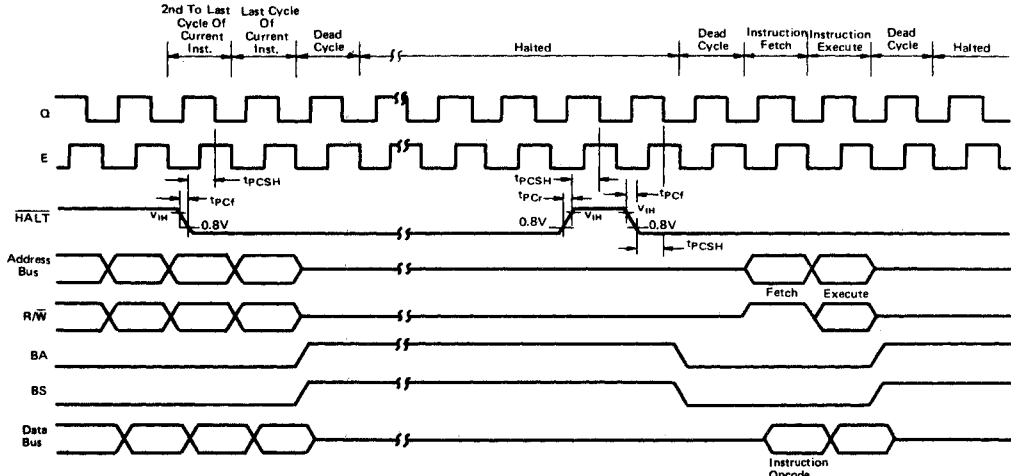 2nd To Last
Cycle Of
Current
Inst.
Last Cycle
Of
Current
Inst.
Dead
Cycle
Halted
Dead
Cycle
Instruction
Fetch
Instruction
Execute
Dead
Cycle
Halted
Q
E
tPCSH
tPCf
tPCSH
tPCr
tPCf
HALT
VIH
0.8V
0.8V
VIH
VIH
0.8V
tPCSH
Address
Bus
Fetch
Execute
R/W
BA
BS
Data
Bus
Instruction
Opcode